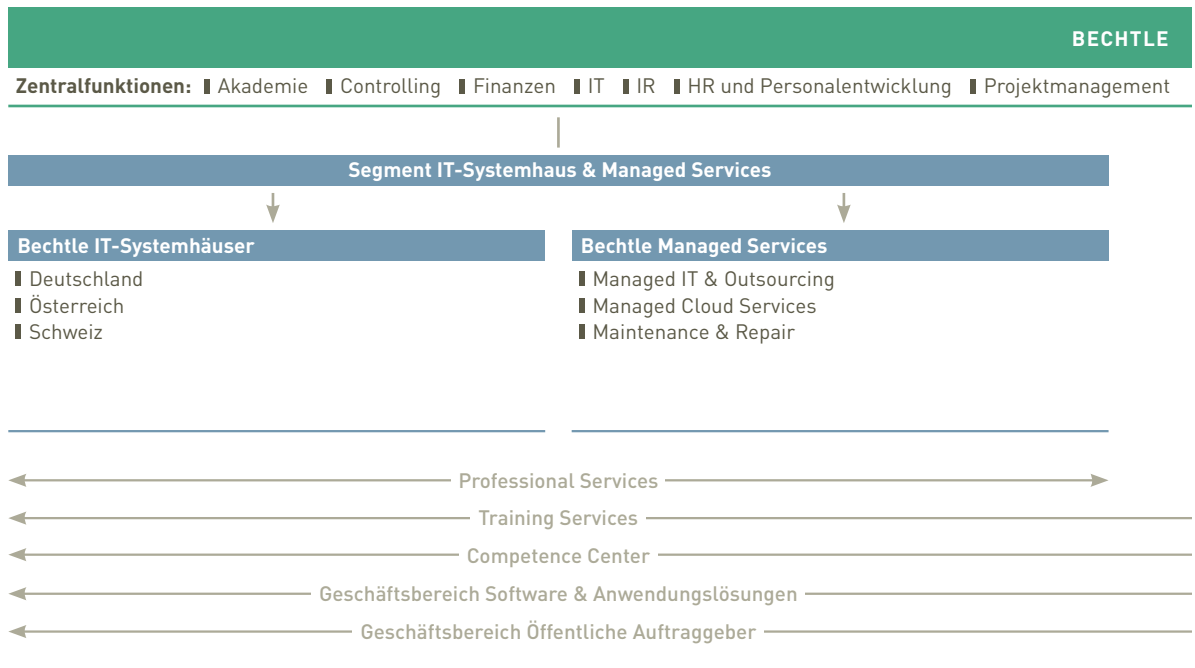 BECHTLE
Zentralfunktionen: Akademie Controlling Finanzen IT IR HR und Personalentwicklung Projektmanagement
Segment IT-Systemhaus & Managed Services
Bechtle IT-Systemhäuser
Deutschland
Österreich
Schweiz
Bechtle Managed Services
Managed IT & Outsourcing
Managed Cloud Services
Maintenance & Repair
Professional Services
Training Services
Competence Center
Geschäftsbereich Software & Anwendungslösungen
Geschäftsbereich Öffentliche Auftraggeber